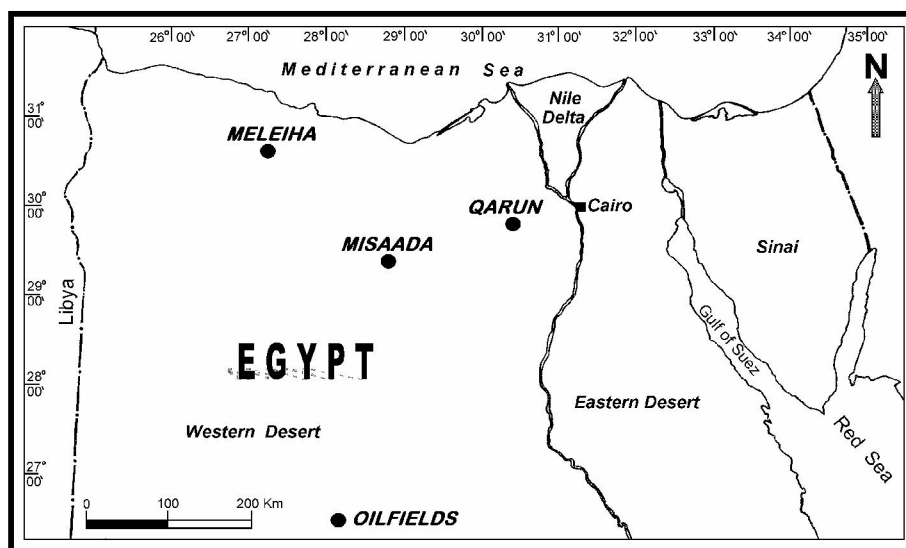 26°00' 27°00' 28°00' 29°00' 30°00' 31°00' 32°00' 33°00' 34°00' 35°00'
Mediterranean Sea
N
Nile
Delta
31°
00'
MELEIHA
30°
00'
QARUN
Cairo
MISAADA
Sinai
29°
00'
Libya
Gulf of Suez
EGYPT
28°
00'
Eastern Desert
Western Desert
Red Sea
27°
00'
0 100 200 Km
OILFIELDS